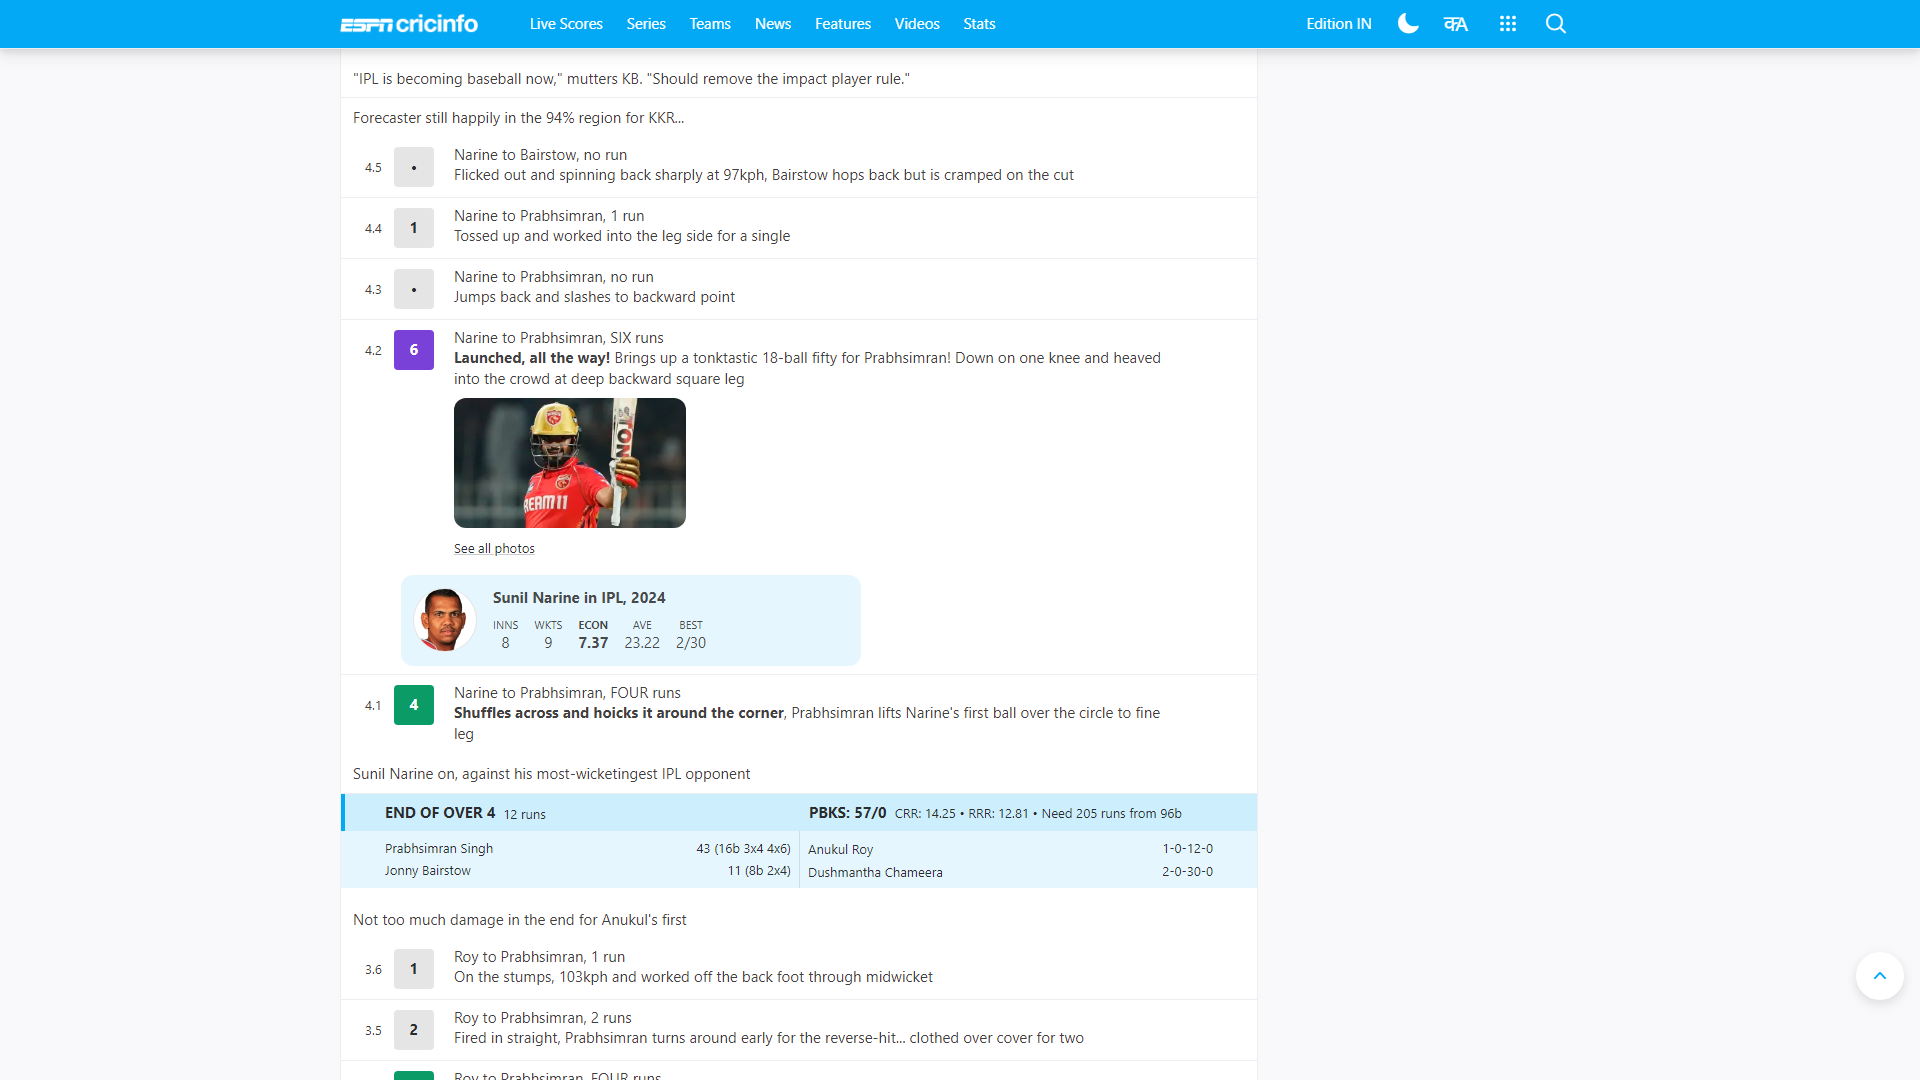 ESPN cricinfo Live Scores Series Teams News Features Videos Stats Edition IN क्A
"IPL is becoming baseball now," mutters KB. "Should remove the impact player rule."
Forecaster still happily in the 94% region for KKR...
4.5 • Narine to Bairstow, no run
Flicked out and spinning back sharply at 97kph, Bairstow hops back but is cramped on the cut
4.4 1 Narine to Prabhsimran, 1 run
Tossed up and worked into the leg side for a single
4.3 • Narine to Prabhsimran, no run
Jumps back and slashes to backward point
4.2 6 Narine to Prabhsimran, SIX runs
Launched, all the way! Brings up a tonktastic 18-ball fifty for Prabhsimran! Down on one knee and heaved
into the crowd at deep backward square leg
TON
REAM11
See all photos
Sunil Narine in IPL, 2024
INNS WKTS ECON AVE BEST
8 9 7.37 23.22 2/30
4.1 4 Narine to Prabhsimran, FOUR runs
Shuffles across and hoicks it around the corner, Prabhsimran lifts Narine's first ball over the circle to fine
leg
Sunil Narine on, against his most-wicketingest IPL opponent
END OF OVER 4 12 runs PBKS: 57/0 CRR: 14.25 • RRR: 12.81 • Need 205 runs from 96b
Prabhsimran Singh 43 (16b 3x4 4x6) Anukul Roy 1-0-12-0
Jonny Bairstow 11 (8b 2x4) Dushmantha Chameera 2-0-30-0
Not too much damage in the end for Anukul's first
3.6 1 Roy to Prabhsimran, 1 run
On the stumps, 103kph and worked off the back foot through midwicket
3.5 2 Roy to Prabhsimran, 2 runs
Fired in straight, Prabhsimran turns around early for the reverse-hit... clothed over cover for two
Roy to Prabhsimran, FOUR runs